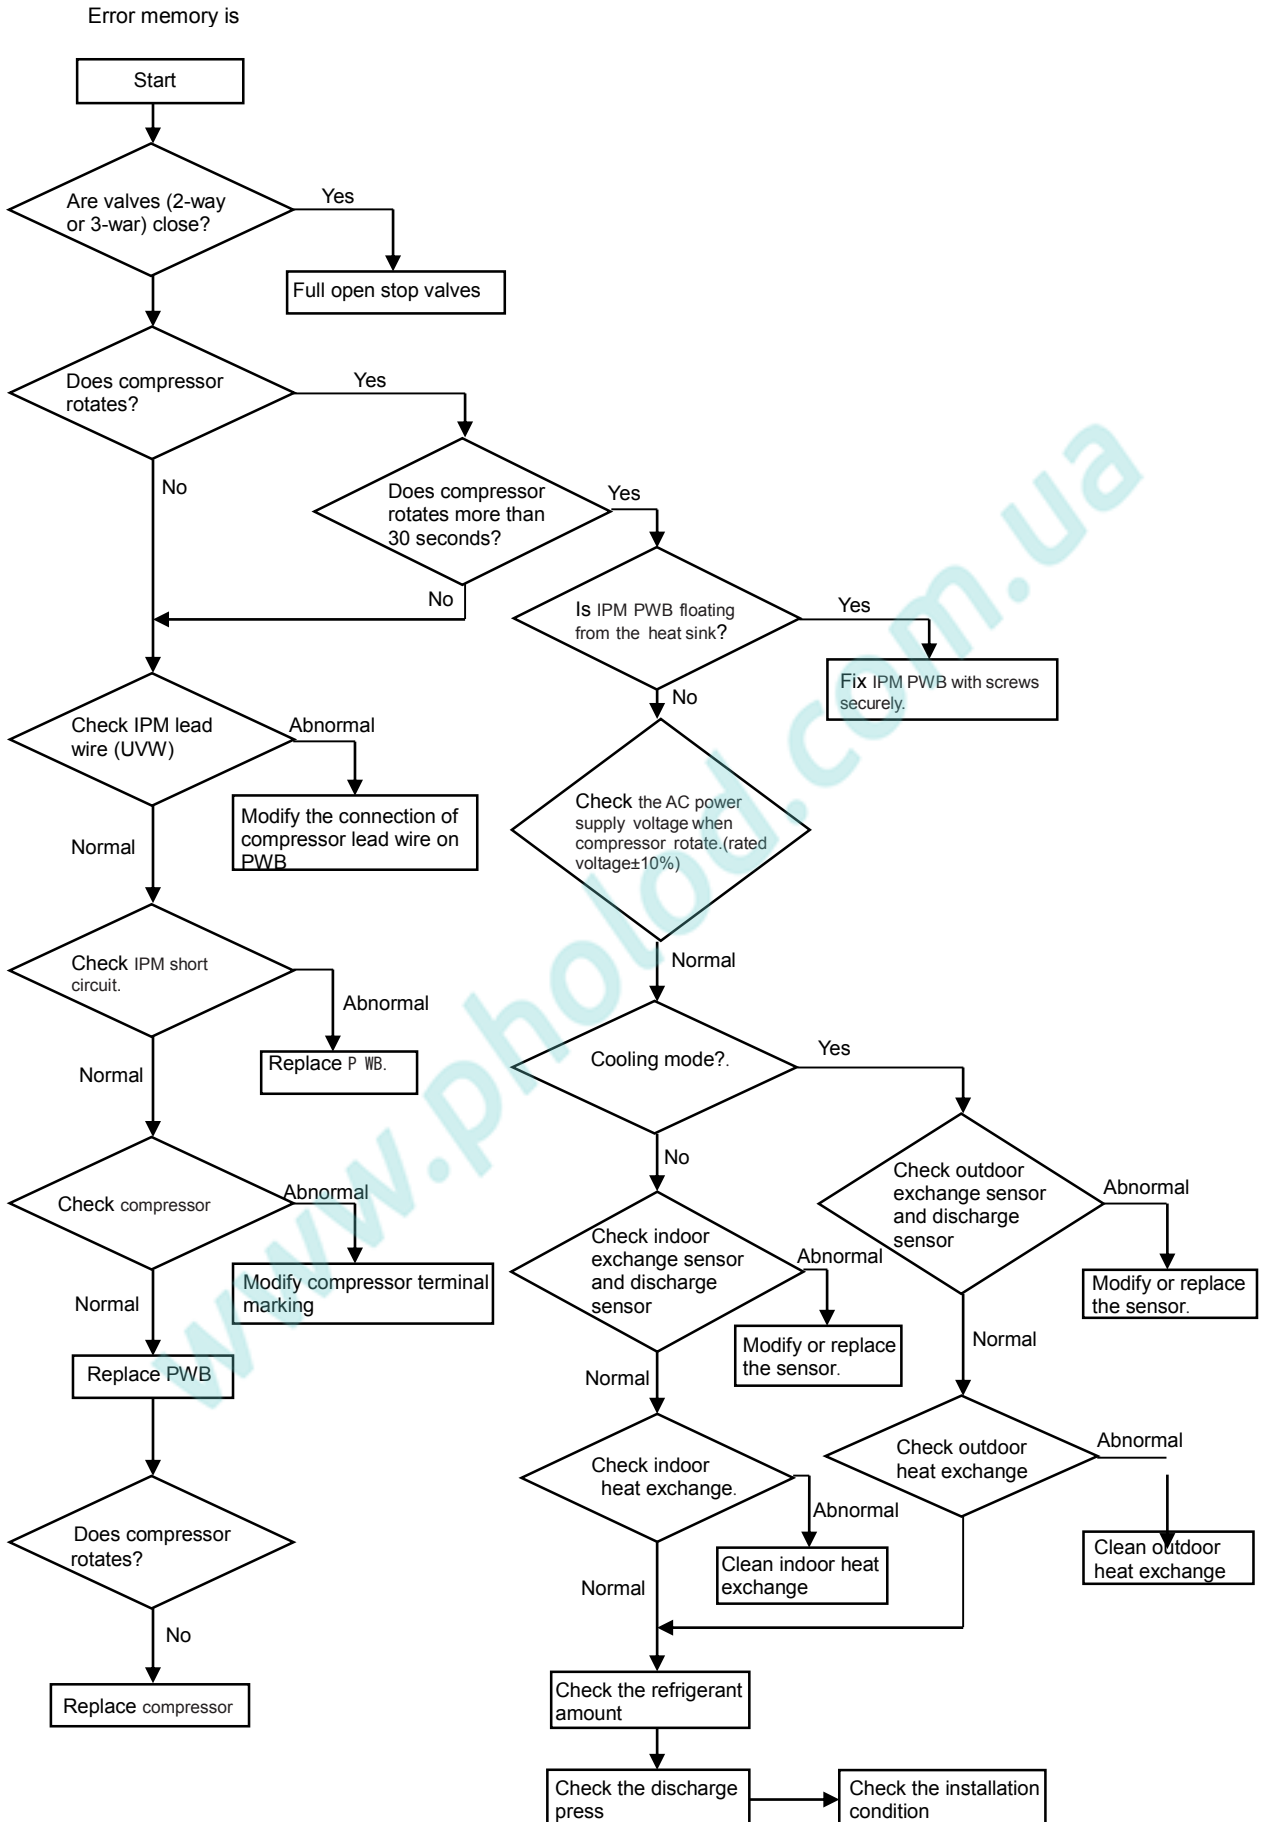 Error memory is
Start
Are valves (2-way
or 3-war) close?
Yes
Full open stop valves
Does compressor
rotates?
Yes
No
Does compressor
rotates more than
30 seconds?
Yes
No
Is IPM PWB floating
from the heat sink?
Yes
Fix IPM PWB with screws
securely.
No
Check IPM lead
wire (UVW)
Abnormal
Modify the connection of
compressor lead wire on
PWB
Normal
Check the AC power
supply voltage when
compressor rotate.(rated
voltage±10%)
Normal
Check IPM short
circuit.
Abnormal
Replace P WB.
Normal
Cooling mode?.
Yes
No
Check compressor
Abnormal
Modify compressor terminal
marking
Normal
Check indoor
exchange sensor
and discharge
sensor
Abnormal
Modify or replace
the sensor.
Normal
Check outdoor
exchange sensor
and discharge
sensor
Abnormal
Modify or replace
the sensor.
Normal
Replace PWB
Does compressor
rotates?
No
Replace compressor
Check indoor
heat exchange.
Abnormal
Clean indoor heat
exchange
Normal
Check outdoor
heat exchange
Abnormal
Clean outdoor
heat exchange
Check the refrigerant
amount
Check the discharge
press
Check the installation
condition
www.pholod.com.ua